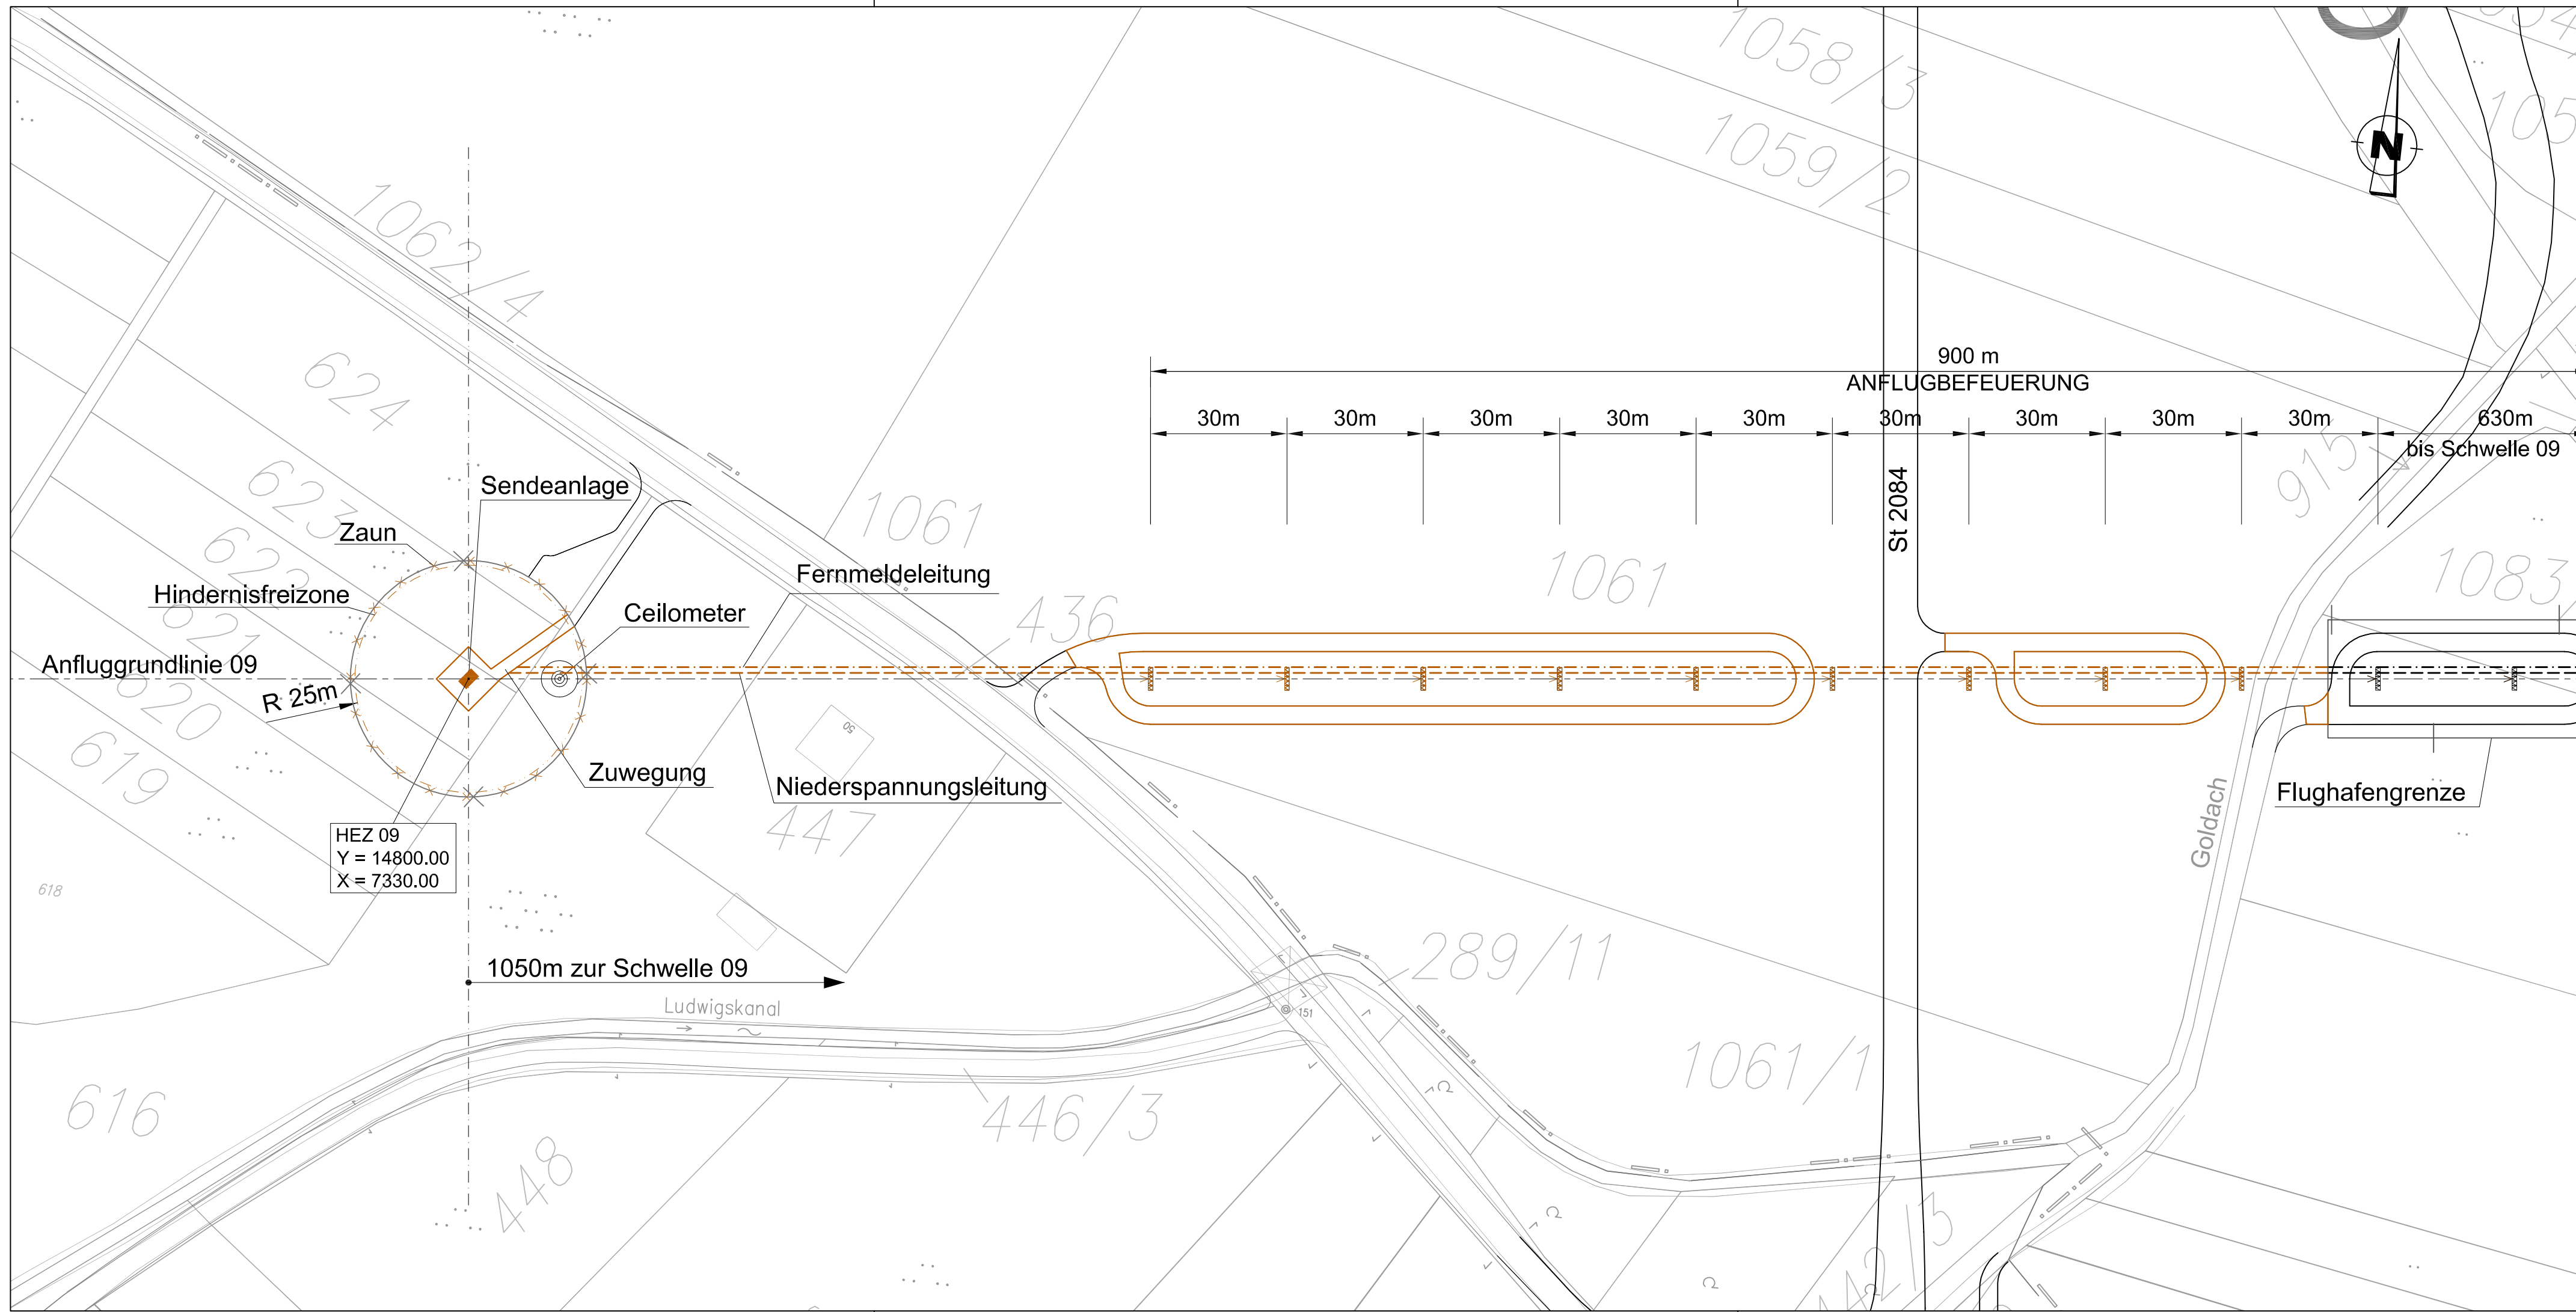 1058/3
1059/2
N
1062/4
900 m
ANFLUGBEFEUERUNG
30m
30m
30m
30m
30m
30m
30m
30m
30m
630m
bis Schwelle 09
915
624
623
621
620
619
618
616
Sendeanlage
Zaun
Hindernisfreizone
Anfluggrundlinie 09
R 25m
1061
Fernmeldeleitung
Ceilometer
436
1061
St 2084
1083
50
Zuwegung
Niederspannungsleitung
447
Flughafengrenze
Goldach
HEZ 09
Y = 14800.00
X = 7330.00
1050m zur Schwelle 09
Ludwigskanal
289/11
151
1061/1
446/3
448